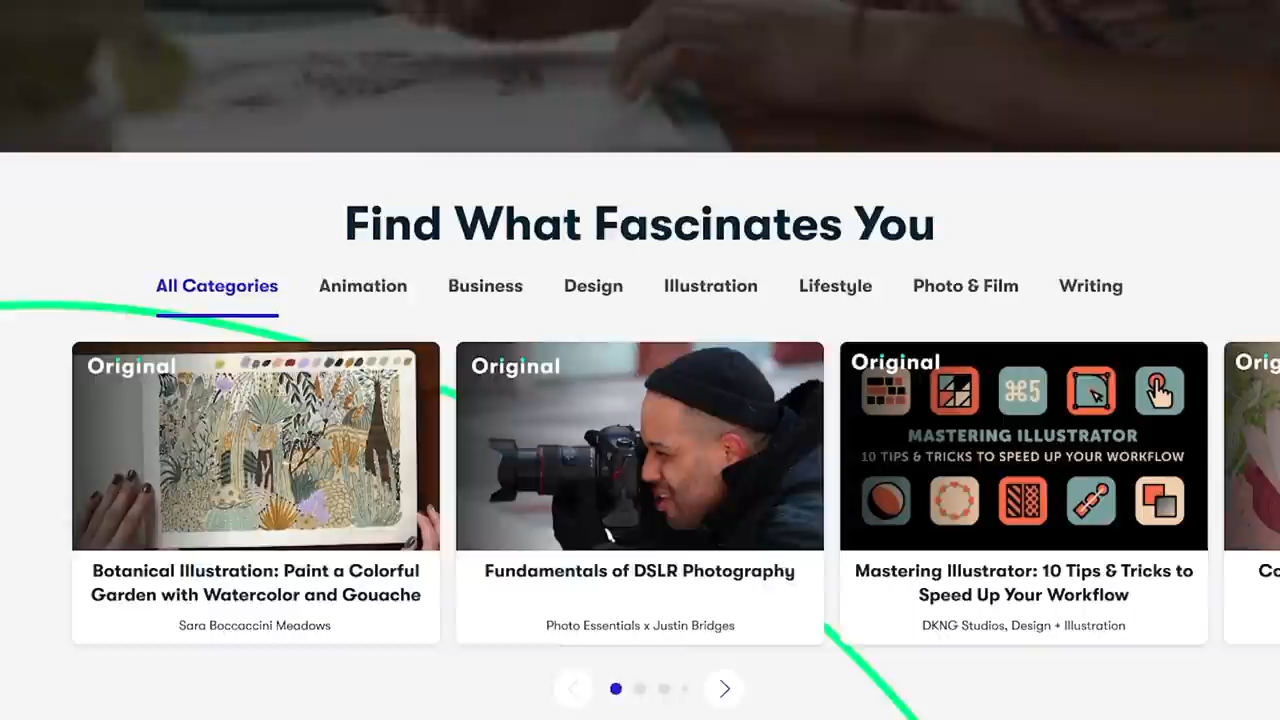 Find What Fascinates You
All Categories Animation Business Design Illustration Lifestyle Photo & Film Writing
Original
Botanical Illustration: Paint a Colorful
Garden with Watercolor and Gouache
Sara Boccaccini Meadows
Original
Fundamentals of DSLR Photography
Photo Essentials x Justin Bridges
Original
⌘5
MASTERING ILLUSTRATOR
10 TIPS & TRICKS TO SPEED UP YOUR WORKFLOW
Mastering Illustrator: 10 Tips & Tricks to
Speed Up Your Workflow
DKNG Studios, Design + Illustration